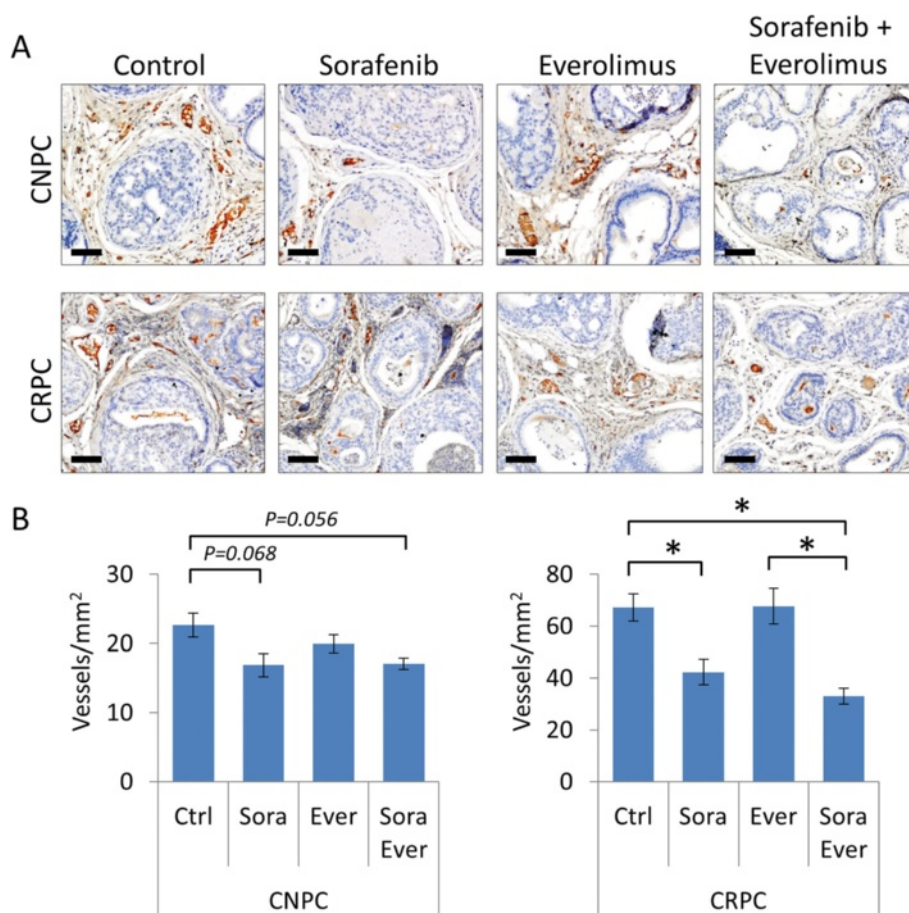 A
Control
Sorafenib
Everolimus
Sorafenib +
Everolimus
CNPC
CRPC
B
P=0.056
P=0.068
30
20
10
0
Vessels/mm²
Ctrl
Sora
Ever
Sora
Ever
CNPC
*
*
*
80
60
40
20
0
Vessels/mm²
Ctrl
Sora
Ever
Sora
Ever
CRPC